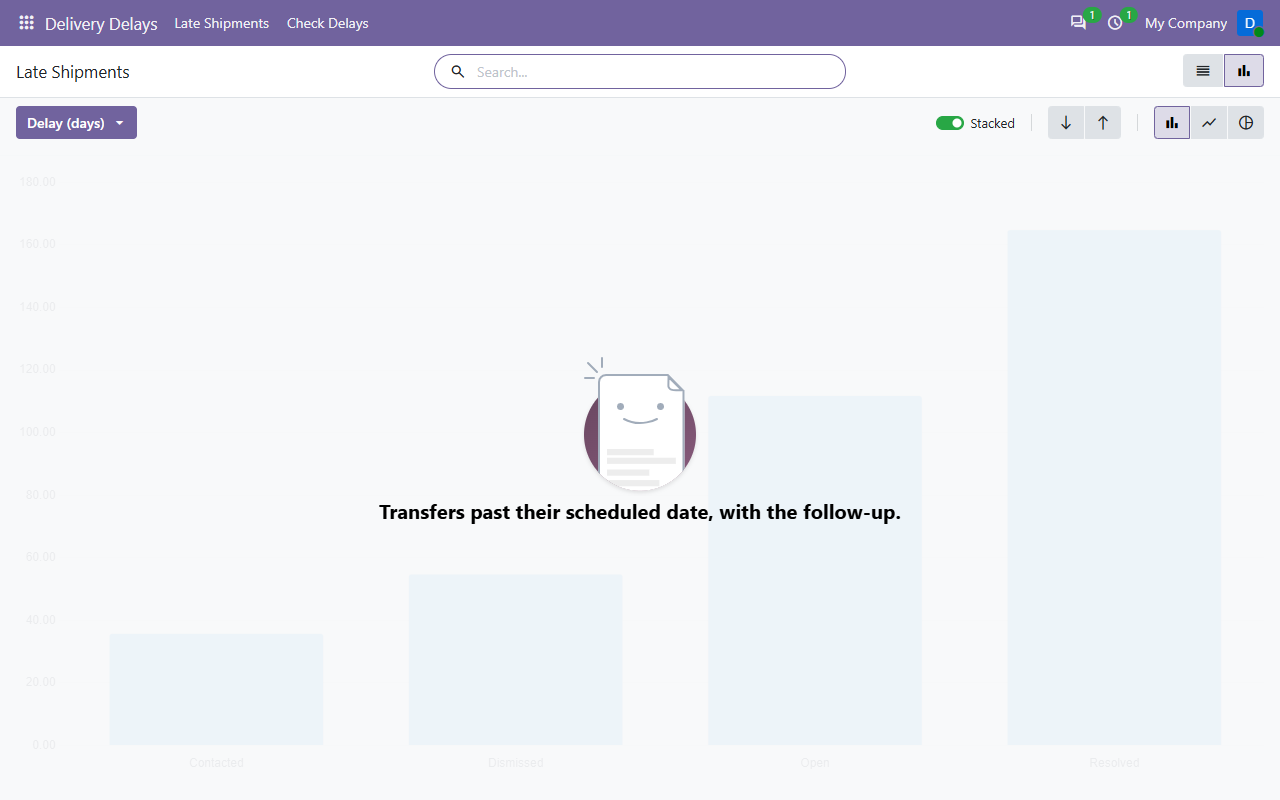 Delivery Delays
Late Shipments
Check Delays
1
1
My Company
D
Late Shipments
Search...
Delay (days)
Stacked
180.00
160.00
140.00
120.00
100.00
80.00
60.00
40.00
20.00
0.00
Transfers past their scheduled date, with the follow-up.
Contacted
Dismissed
Open
Resolved